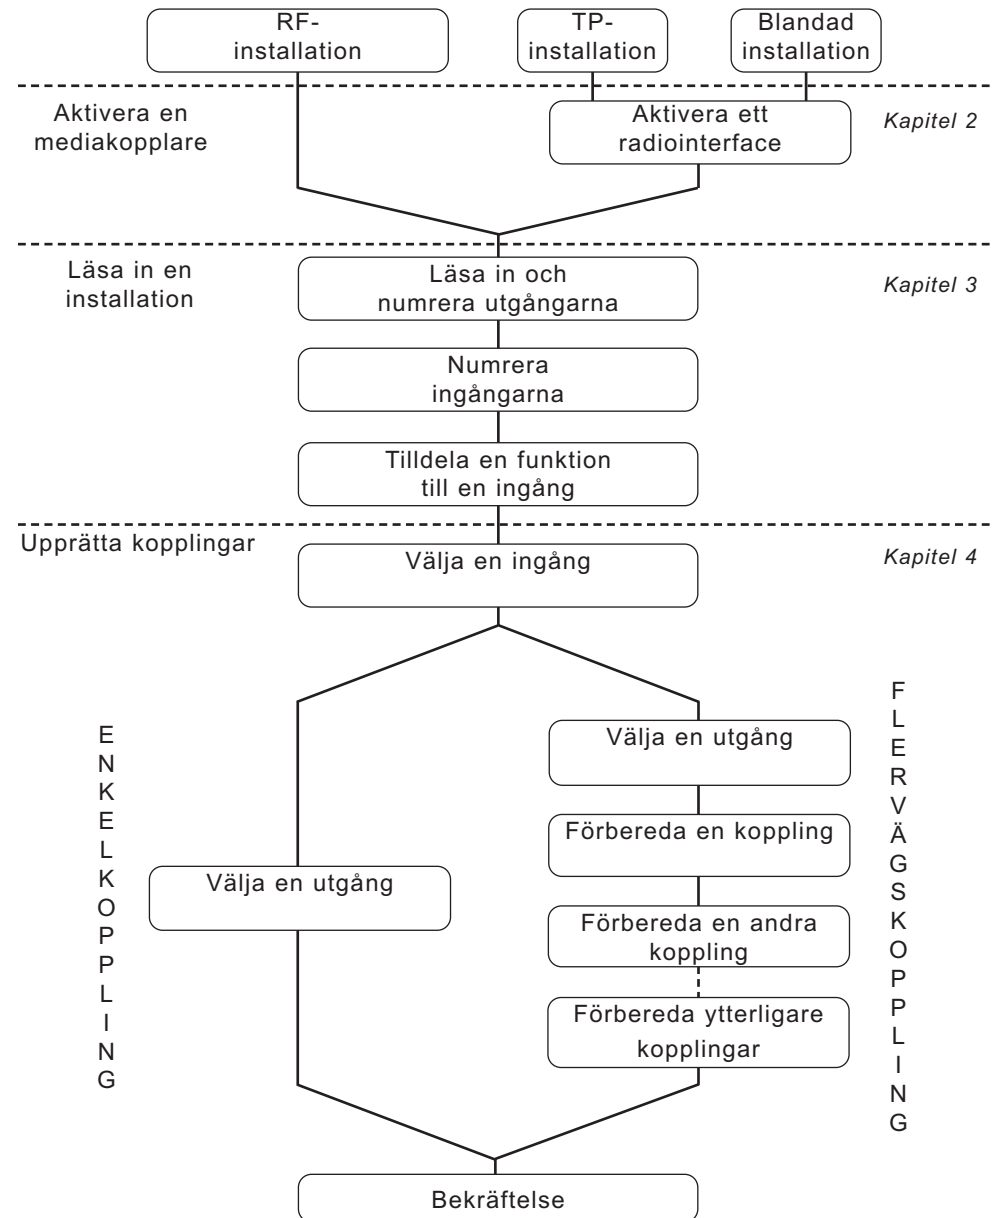 RF-
installation
TP-
installation
Blandad
installation
Aktivera en
mediakopplare
Aktivera ett
radiointerface
Kapitel 2
Läsa in en
installation
Läsa in och
numrera utgångarna
Kapitel 3
Numrera
ingångarna
Tilldela en funktion
till en ingång
Upprätta kopplingar
Välja en ingång
Kapitel 4
ENKELKOPPLING
Välja en utgång
Välja en utgång
Förbereda en koppling
Förbereda en andra
koppling
Förbereda ytterligare
kopplingar
FLERVÄGSKOPPLING
Bekräftelse